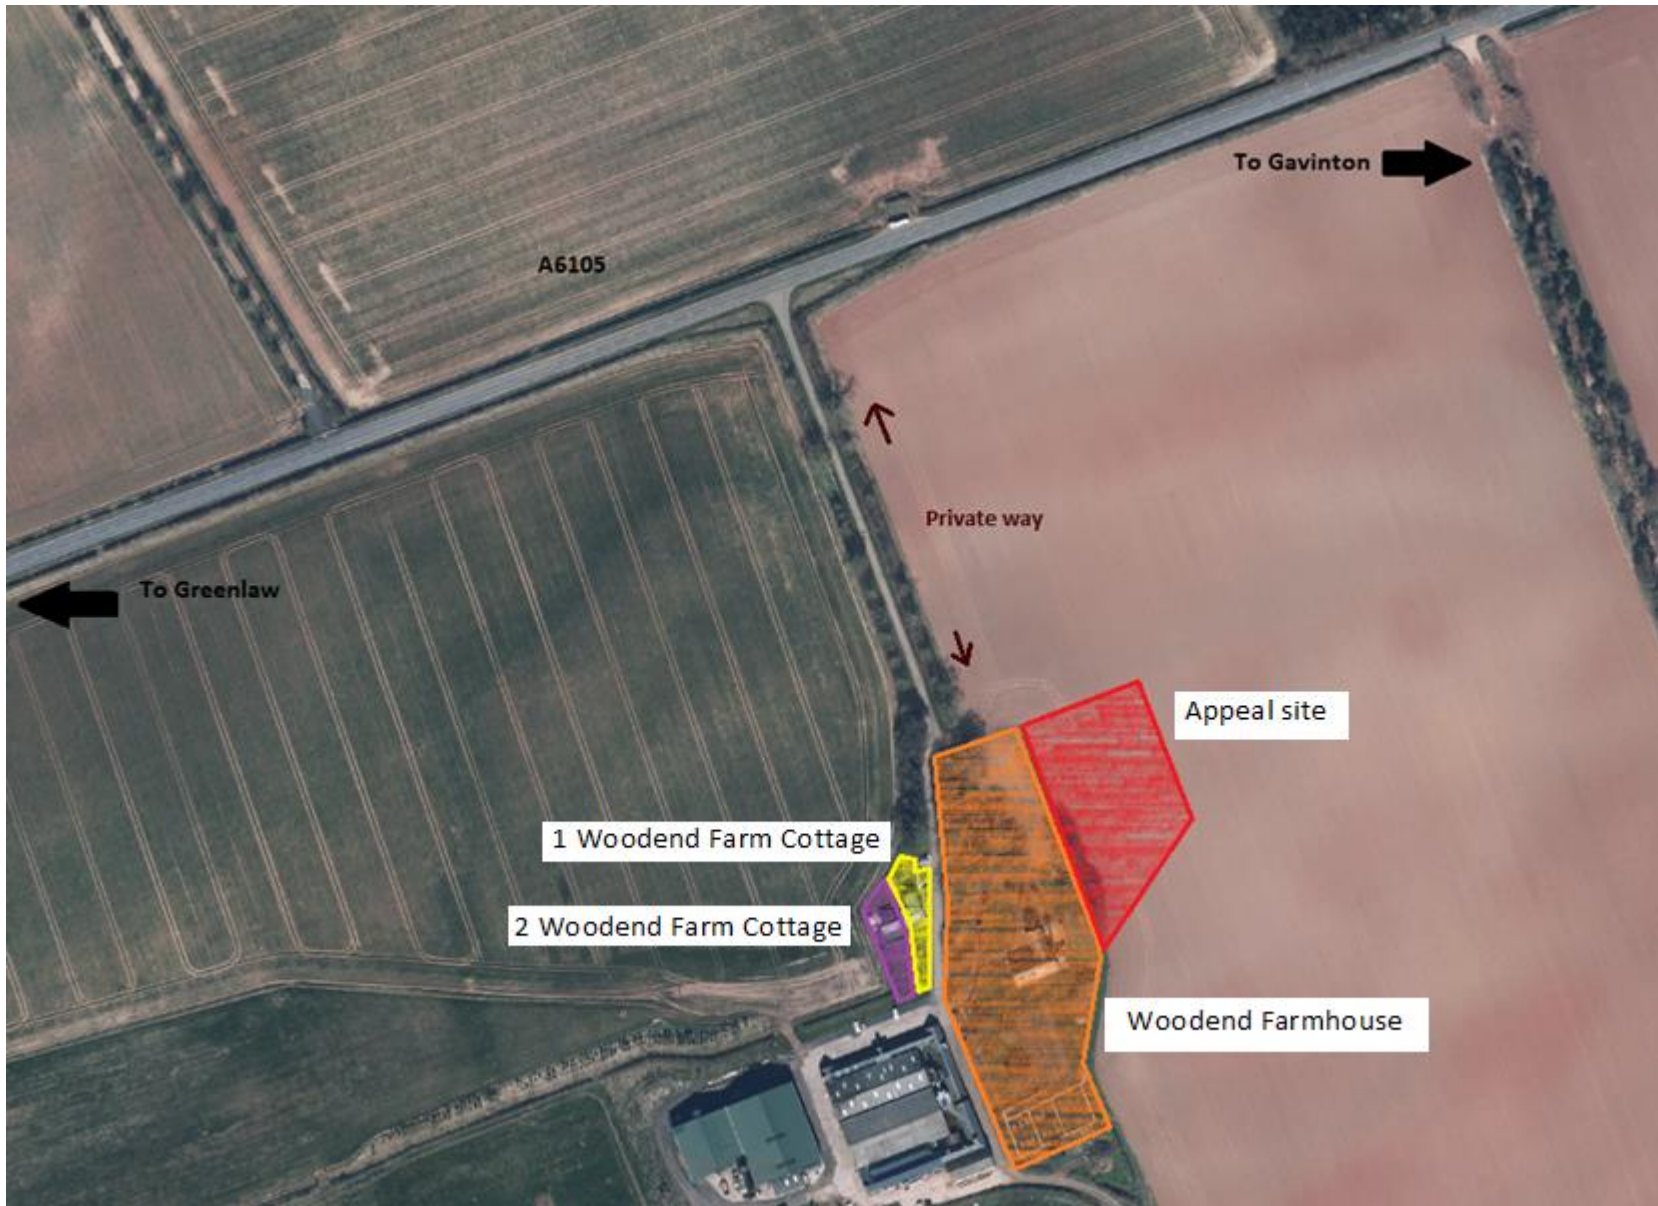 To Gavinton
A6105
Private way
To Greenlaw
Appeal site
1 Woodend Farm Cottage
2 Woodend Farm Cottage
Woodend Farmhouse